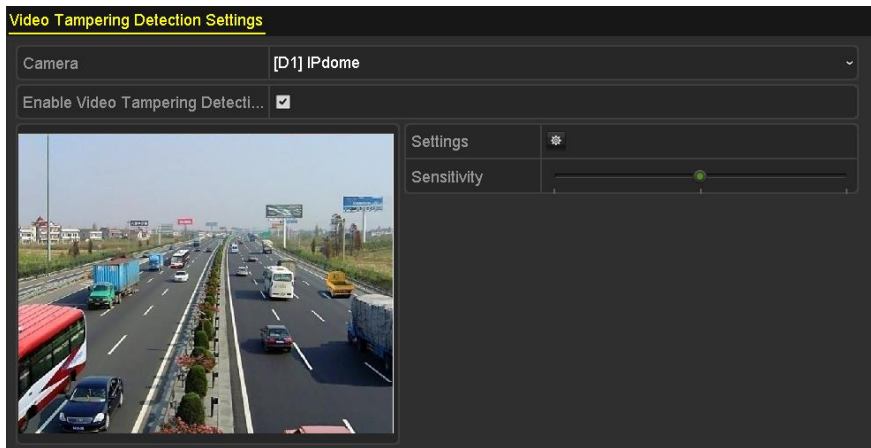 Video Tampering Detection Settings
Camera
[D1] IPdome
Enable Video Tampering Detecti...
Settings
Sensitivity